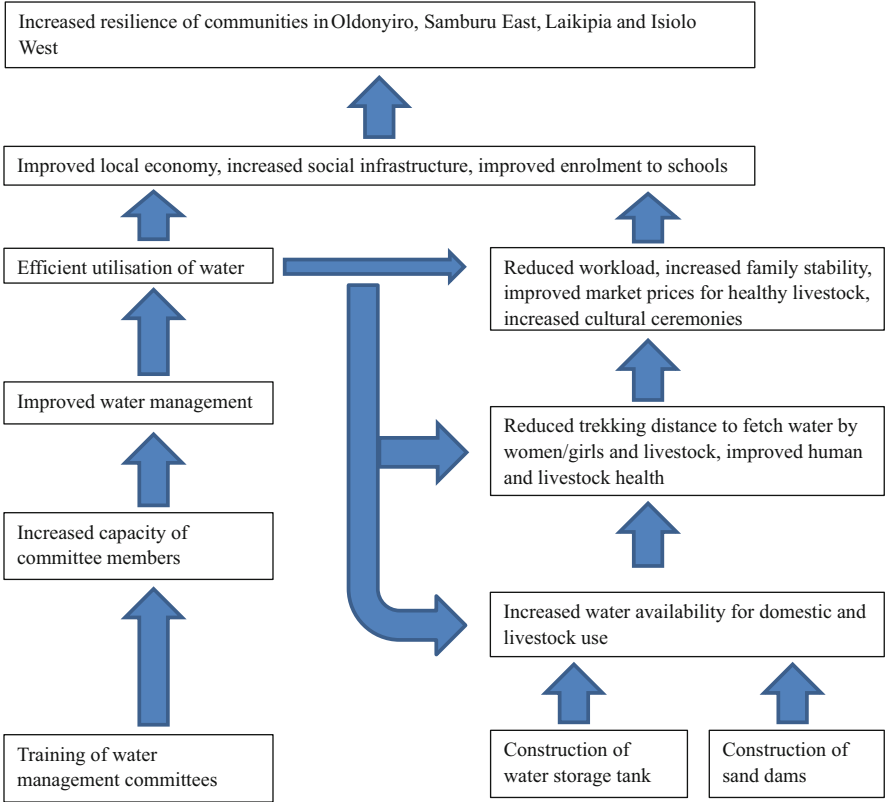 Increased resilience of communities in Oldonyiro, Samburu East, Laikipia and Isiolo
West
Improved local economy, increased social infrastructure, improved enrolment to schools
Efficient utilisation of water
Reduced workload, increased family stability,
improved market prices for healthy livestock,
increased cultural ceremonies
Improved water management
Reduced trekking distance to fetch water by
women/girls and livestock, improved human
and livestock health
Increased capacity of
committee members
Increased water availability for domestic and
livestock use
Training of water
management committees
Construction of
water storage tank
Construction of
sand dams